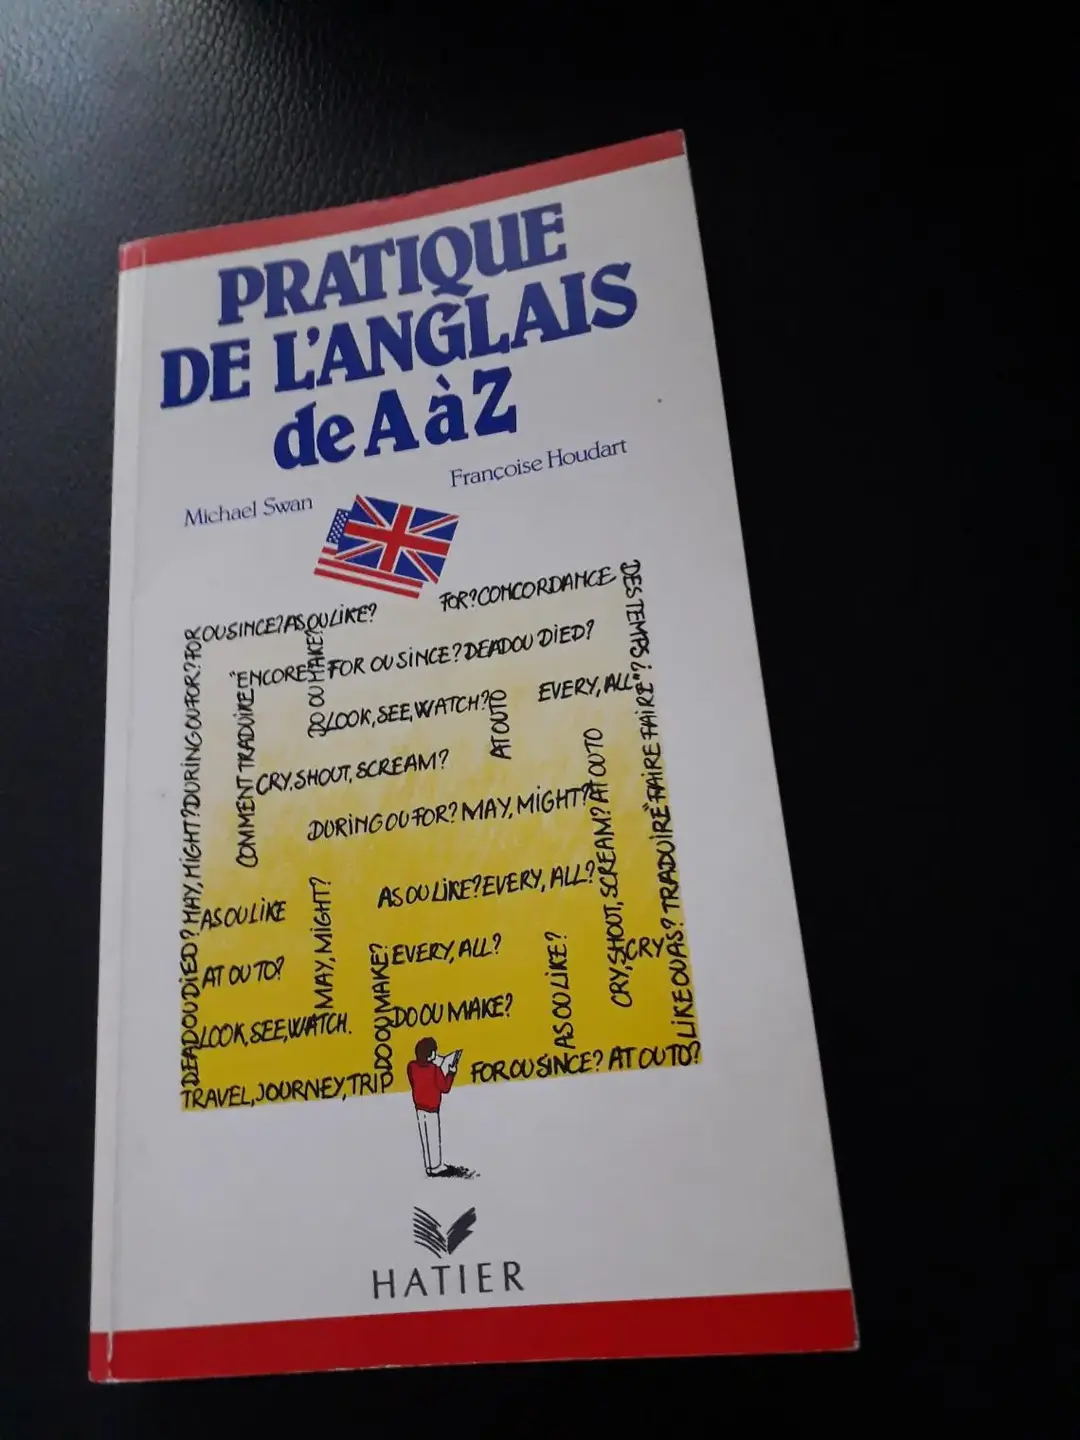 PRATIQUE
DE L'ANGLAIS
de A à Z
Michael Swan
Françoise Houdart
FOR OU SINCE? AS OU LIKE?
FOR? CONCORDANCE
DES TEMPS
"ENCORE"
FOR OU SINCE? DEAD OU DIED?
DO OU MAKE?
LOOK, SEE, WATCH?
EVERY, ALL
AT OU TO
COMMENT TRADUIRE
CRY, SHOUT, SCREAM?
DURING OU FOR? MAY, MIGHT?
DEAD OU DIED? MAY, MIGHT? DURING OU FOR? FOR
AS OU LIKE? EVERY, ALL?
AS OU LIKE
MAY, MIGHT?
CRY, SHOUT, SCREAM? AT OU TO
LIKE OU AS? TRADUIRE "FAIRE FAIRE"?
EVERY, ALL?
CRY
AT OU TO?
DO OU MAKE?
DO OU MAKE?
AS OU LIKE?
LOOK, SEE, WATCH.
TRAVEL, JOURNEY, TRIP
FOR OU SINCE? AT OU TO?
HATIER